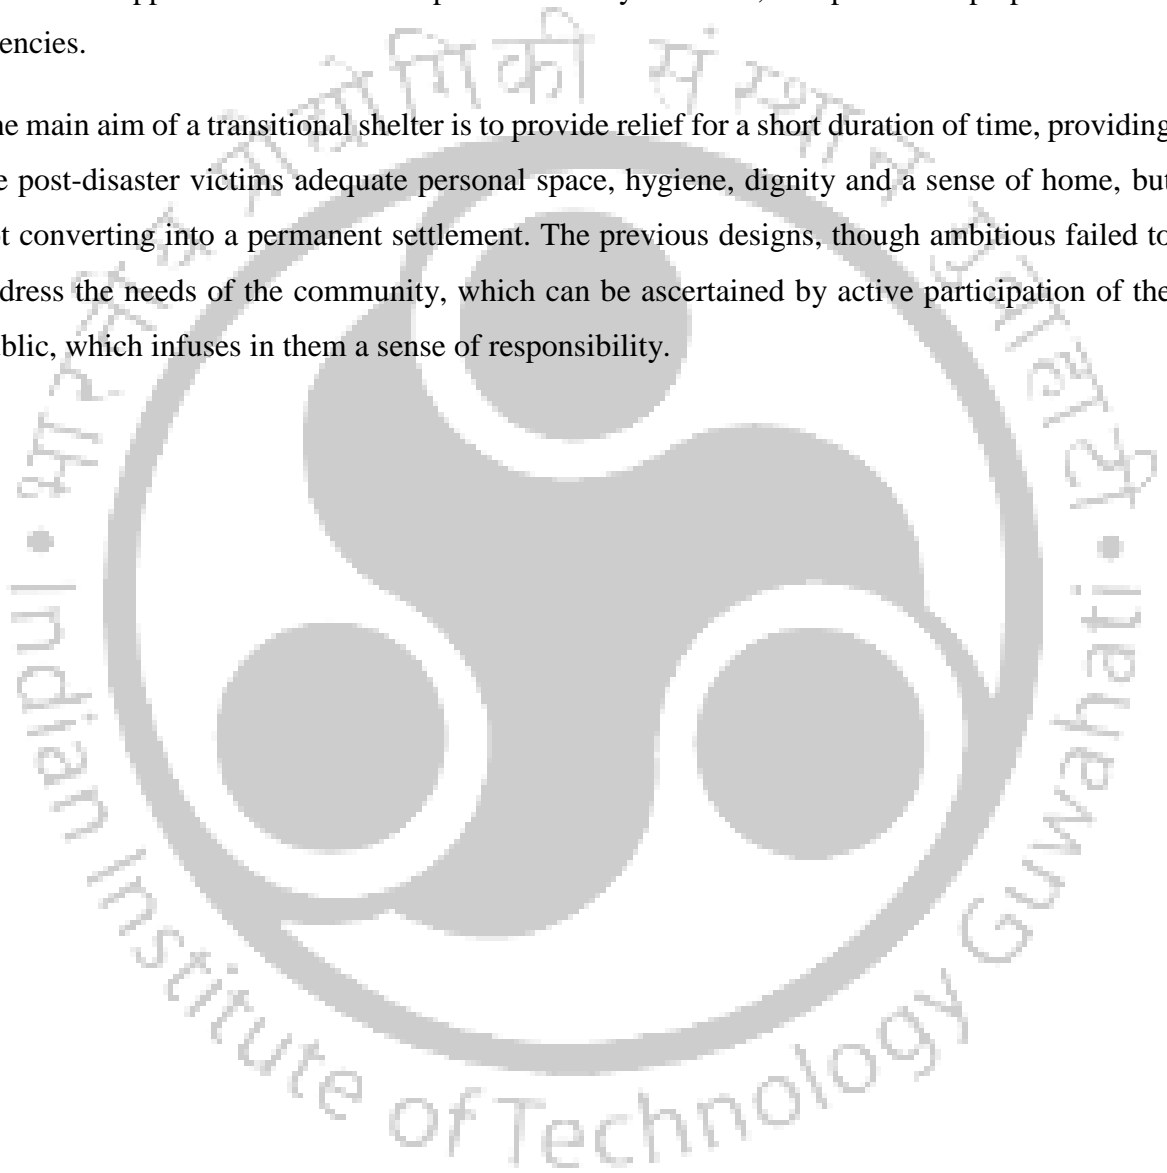 encies.
ne main aim of a transitional shelter is to provide relief for a short duration of time, providing
e post-disaster victims adequate personal space, hygiene, dignity and a sense of home, but
t converting into a permanent settlement. The previous designs, though ambitious failed to
dress the needs of the community, which can be ascertained by active participation of the
blic, which infuses in them a sense of responsibility.
भारतीय प्रौद्योगिकी संस्थान गुवाहाटी
Indian Institute of Technology Guwahati